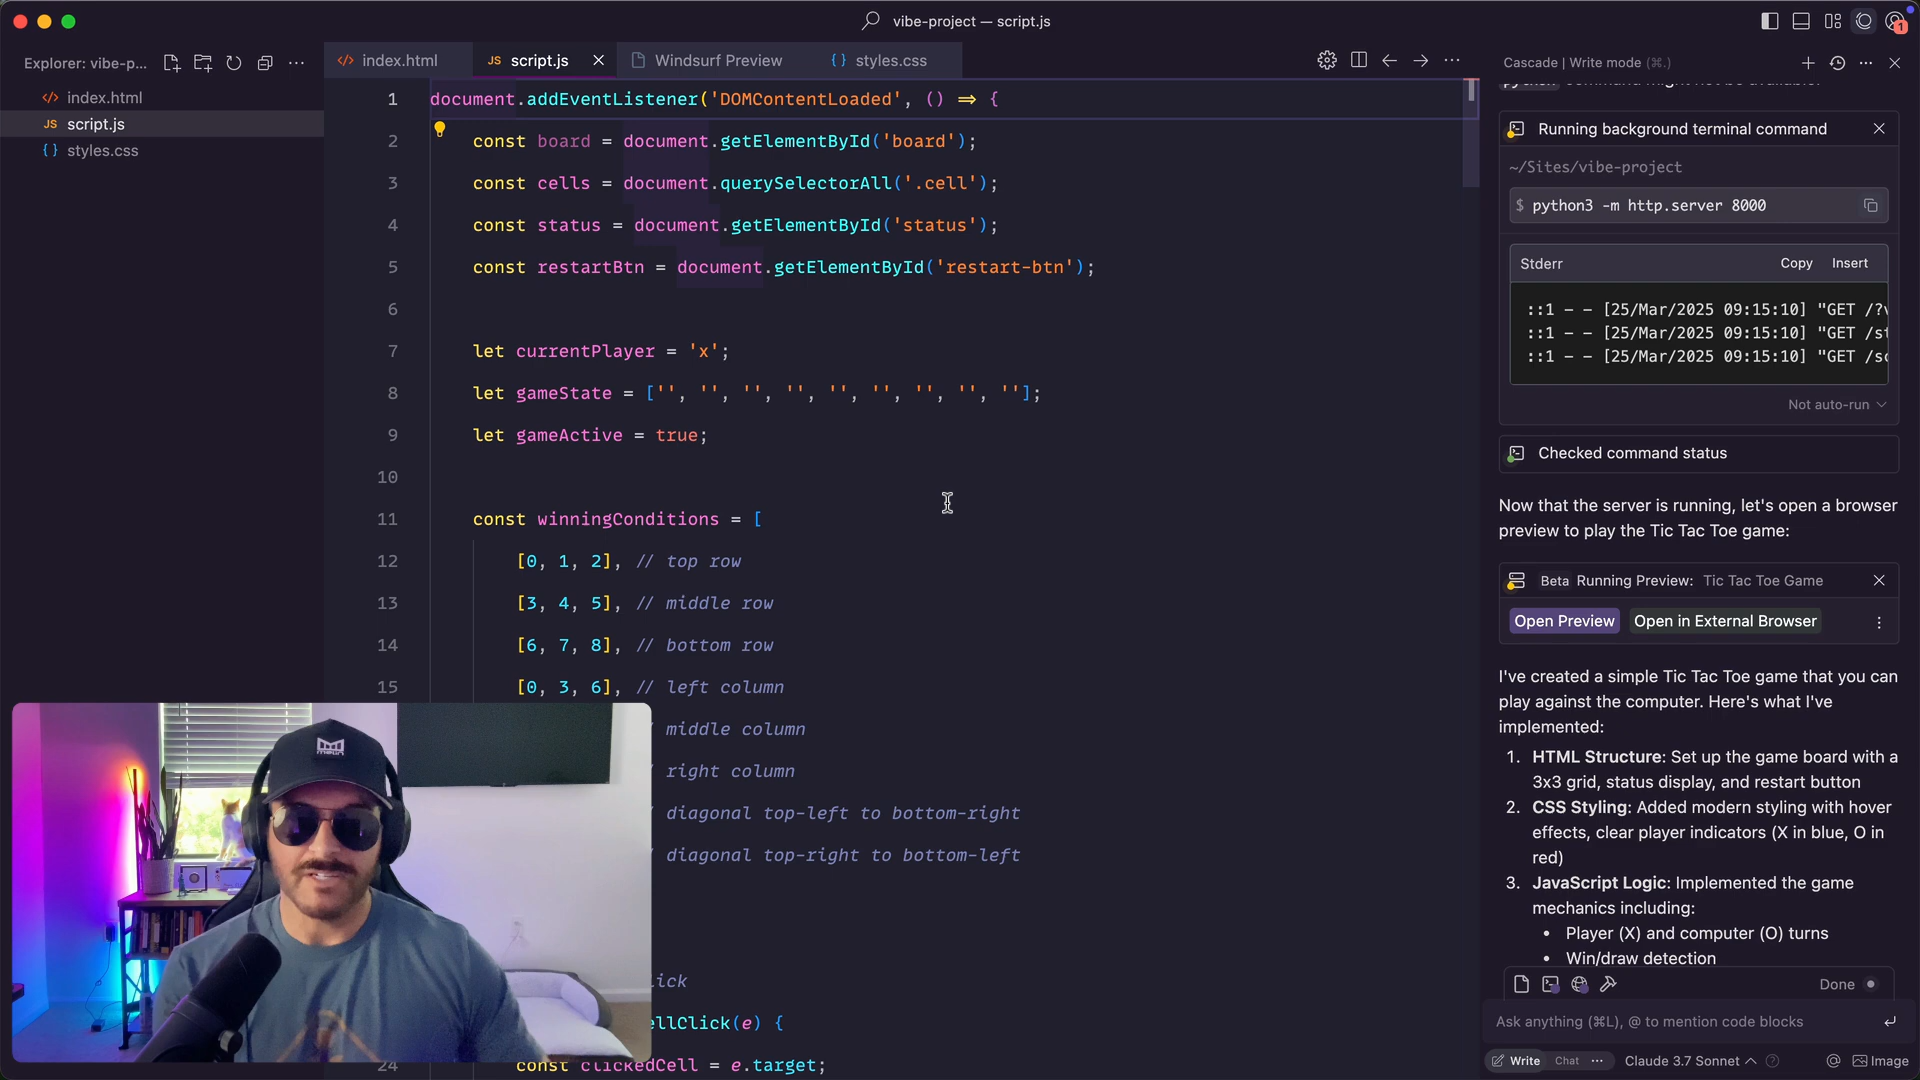 vibe-project — script.js
1
Explorer: vibe-p...
index.html
JS script.js
styles.css
index.html
JS script.js
Windsurf Preview
{} styles.css
1 document.addEventListener('DOMContentLoaded', () => {
2 const board = document.getElementById('board');
3 const cells = document.querySelectorAll('.cell');
4 const status = document.getElementById('status');
5 const restartBtn = document.getElementById('restart-btn');
6
7 let currentPlayer = 'x';
8 let gameState = ['', '', '', '', '', '', '', '', ''];
9 let gameActive = true;
10
11 const winningConditions = [
12 [0, 1, 2], // top row
13 [3, 4, 5], // middle row
14 [6, 7, 8], // bottom row
15 [0, 3, 6], // left column
middle column
right column
diagonal top-left to bottom-right
diagonal top-right to bottom-left
ick
ellClick(e) {
24 const clickedCell = e.target;
Cascade | Write mode (⌘.)
Running background terminal command
~/Sites/vibe-project
$ python3 -m http.server 8000
Stderr Copy Insert
::1 - - [25/Mar/2025 09:15:10] "GET /?v
::1 - - [25/Mar/2025 09:15:10] "GET /st
::1 - - [25/Mar/2025 09:15:10] "GET /sc
Not auto-run
Checked command status
Now that the server is running, let's open a browser
preview to play the Tic Tac Toe game:
Beta Running Preview: Tic Tac Toe Game
Open Preview Open in External Browser
I've created a simple Tic Tac Toe game that you can
play against the computer. Here's what I've
implemented:
1. HTML Structure: Set up the game board with a
3x3 grid, status display, and restart button
2. CSS Styling: Added modern styling with hover
effects, clear player indicators (X in blue, O in
red)
3. JavaScript Logic: Implemented the game
mechanics including:
• Player (X) and computer (O) turns
• Win/draw detection
Done
Ask anything (⌘L), @ to mention code blocks
Write Chat ... Claude 3.7 Sonnet Image